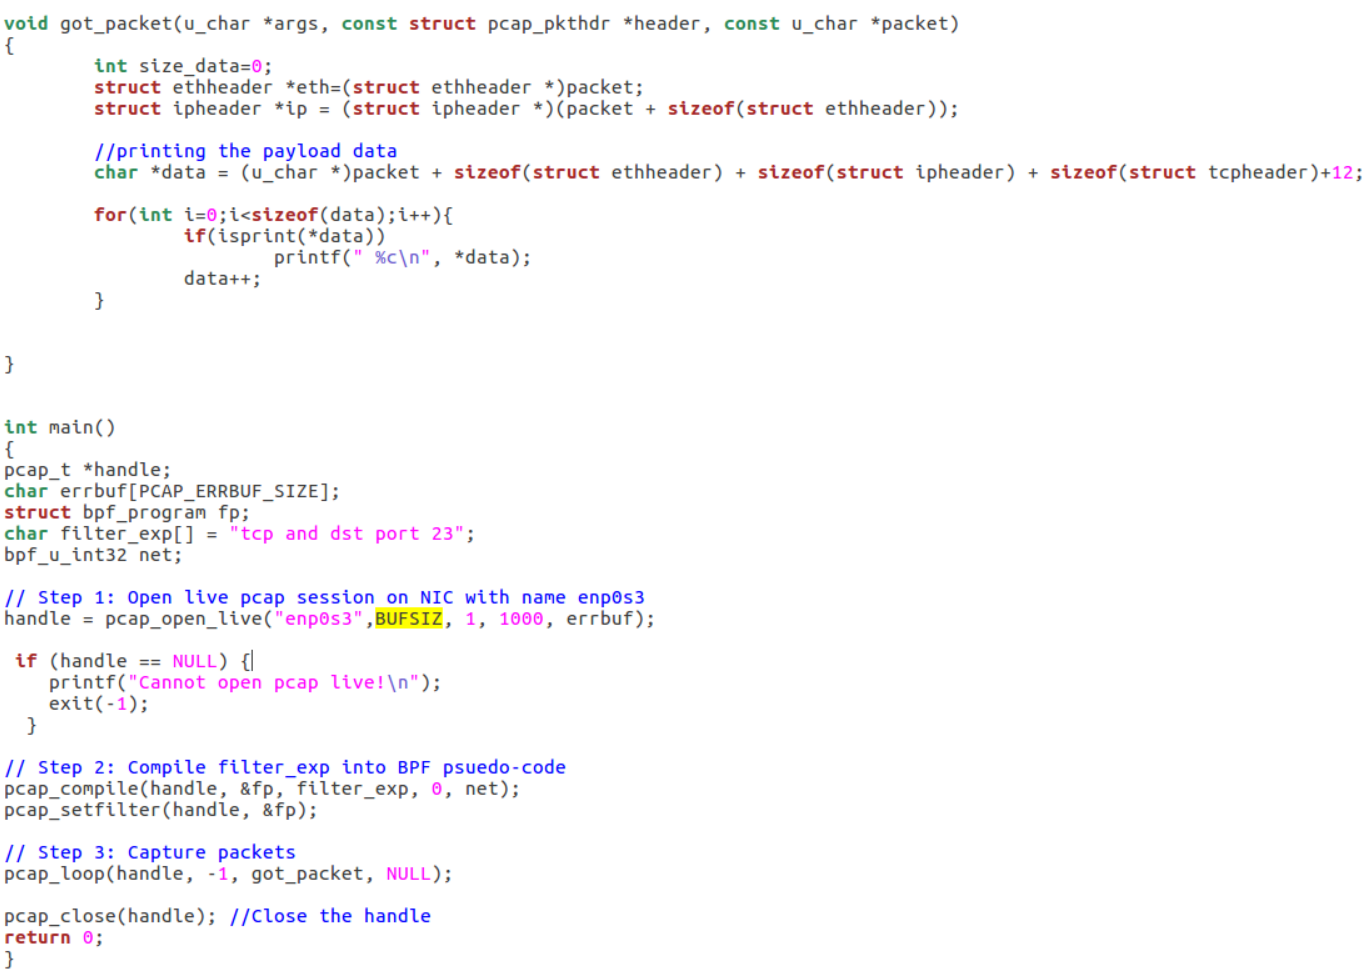 void got_packet(u_char *args, const struct pcap_pkthdr *header, const u_char *packet)
{
        int size_data=0;
        struct ethheader *eth=(struct ethheader *)packet;
        struct ipheader *ip = (struct ipheader *)(packet + sizeof(struct ethheader));

        //printing the payload data
        char *data = (u_char *)packet + sizeof(struct ethheader) + sizeof(struct ipheader) + sizeof(struct tcpheader)+12;

        for(int i=0;i<sizeof(data);i++){
                if(isprint(*data))
                        printf(" %c\n", *data);
                data++;
        }


}


int main()
{
pcap_t *handle;
char errbuf[PCAP_ERRBUF_SIZE];
struct bpf_program fp;
char filter_exp[] = "tcp and dst port 23";
bpf_u_int32 net;

// Step 1: Open live pcap session on NIC with name enp0s3
handle = pcap_open_live("enp0s3",BUFSIZ, 1, 1000, errbuf);

 if (handle == NULL) {
    printf("Cannot open pcap live!\n");
    exit(-1);
  }

// Step 2: Compile filter_exp into BPF psuedo-code
pcap_compile(handle, &fp, filter_exp, 0, net);
pcap_setfilter(handle, &fp);

// Step 3: Capture packets
pcap_loop(handle, -1, got_packet, NULL);

pcap_close(handle); //Close the handle
return 0;
}